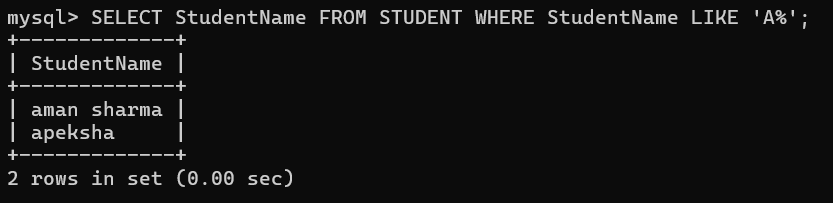 mysql> SELECT StudentName FROM STUDENT WHERE StudentName LIKE 'A%';
+-------------+
| StudentName |
+-------------+
| aman sharma |
| apeksha     |
+-------------+
2 rows in set (0.00 sec)